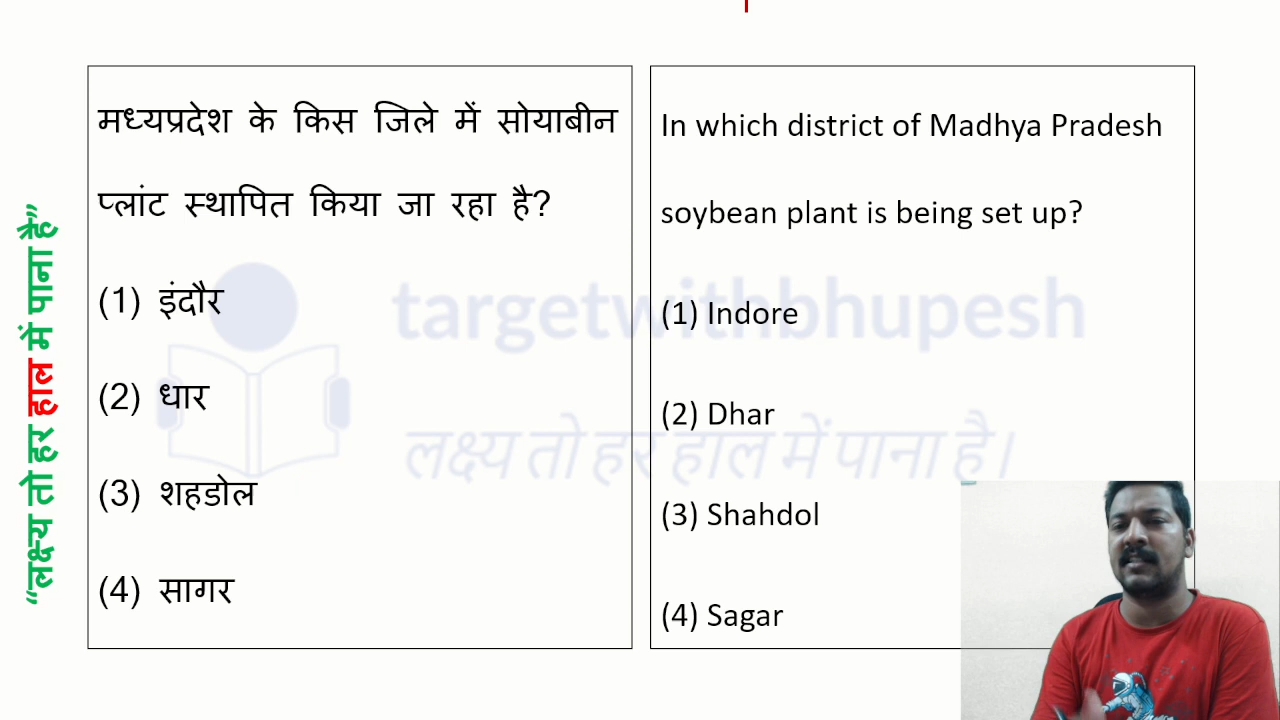 "लक्ष्य तो हर हाल में पाना है"
मध्यप्रदेश के किस जिले में सोयाबीन
प्लांट स्थापित किया जा रहा है?
(1) इंदौर
(2) धार
(3) शहडोल
(4) सागर
In which district of Madhya Pradesh
soybean plant is being set up?
(1) Indore
(2) Dhar
(3) Shahdol
(4) Sagar
targetwithbhupesh
लक्ष्य तो हर हाल में पाना है।